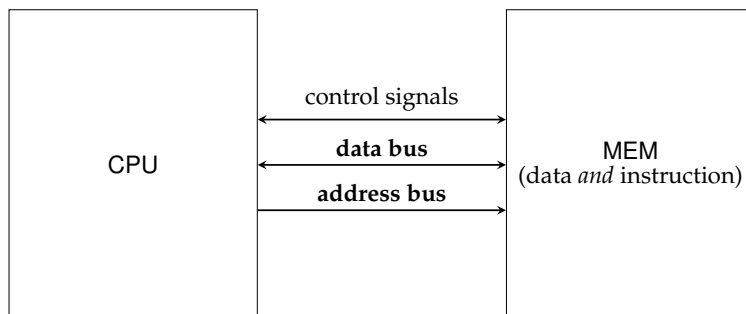 control signals
CPU
data bus
MEM
(data and instruction)
address bus